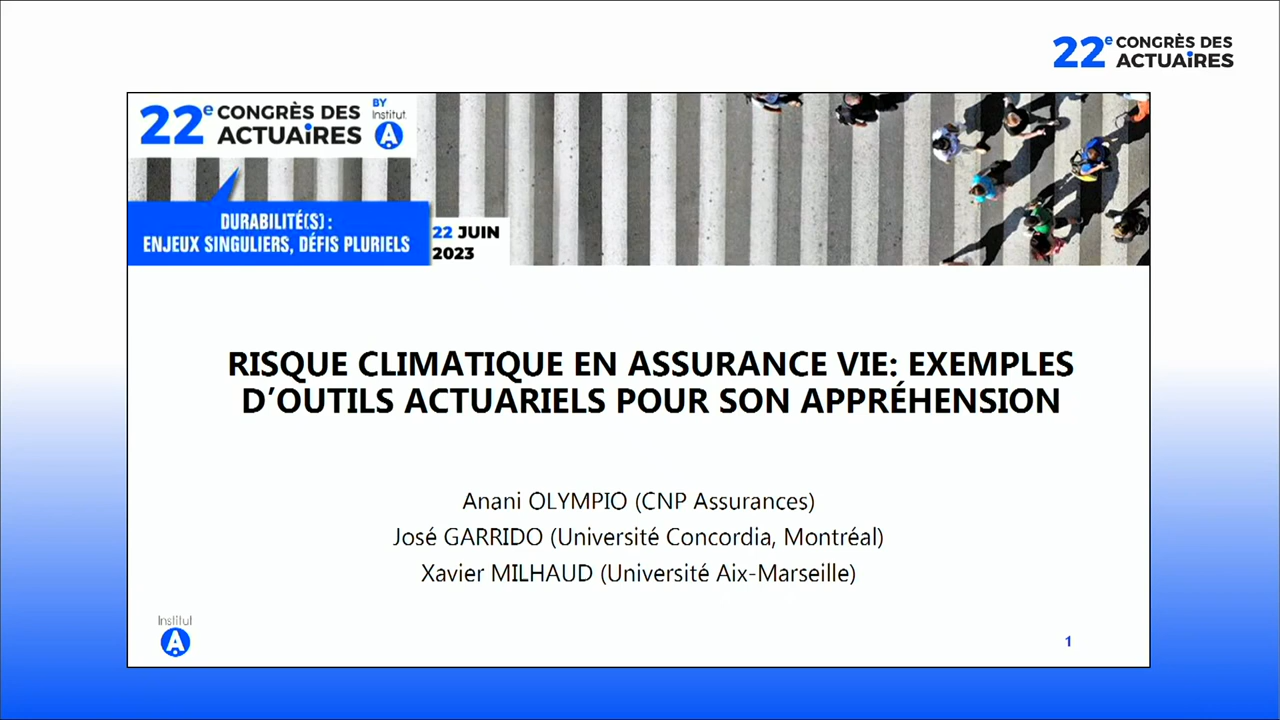 22e CONGRÈS DES
ACTUAiRES
22e CONGRÈS DES
ACTUAiRES
BY
Institut
A
DURABILITÉ(S) :
ENJEUX SINGULIERS, DÉFIS PLURIELS
22 JUIN
2023
RISQUE CLIMATIQUE EN ASSURANCE VIE: EXEMPLES
D’OUTILS ACTUARIELS POUR SON APPRÉHENSION
Anani OLYMPIO (CNP Assurances)
José GARRIDO (Université Concordia, Montréal)
Xavier MILHAUD (Université Aix-Marseille)
Institut
A
1